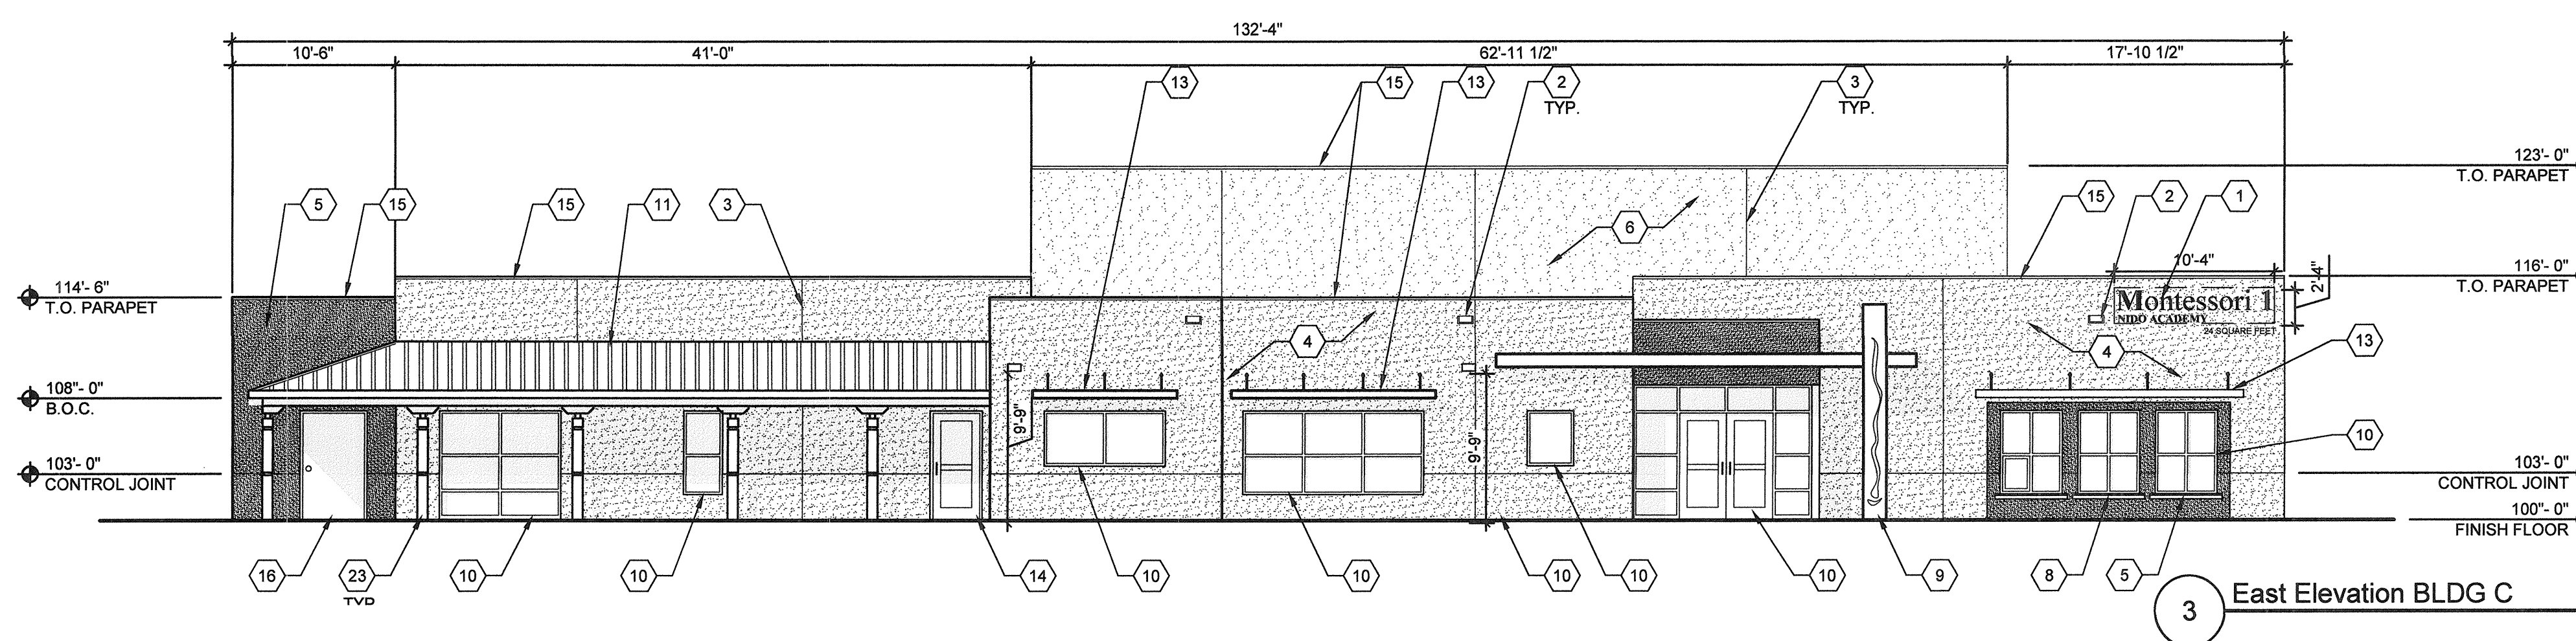 132'-4"
10'-6" 41'-0" 62'-11 1/2" 17'-10 1/2"
13 15 13 2 3
TYP. TYP.
123'- 0"
T.O. PARAPET
5 15 15 11 3 6 15 2 1
10'-4"
116'- 0"
T.O. PARAPET
2'-4"
114'- 6"
T.O. PARAPET
Montessori 1
NIDO ACADEMY
24 SQUARE FEET
4 4 13
108"- 0"
B.O.C.
9'-9" 9'-9"
10
103'- 0"
CONTROL JOINT
103'- 0"
CONTROL JOINT
100"- 0"
FINISH FLOOR
16 23 10 10 14 10 10 10 10 10 9 8 5
TYP
3 East Elevation BLDG C